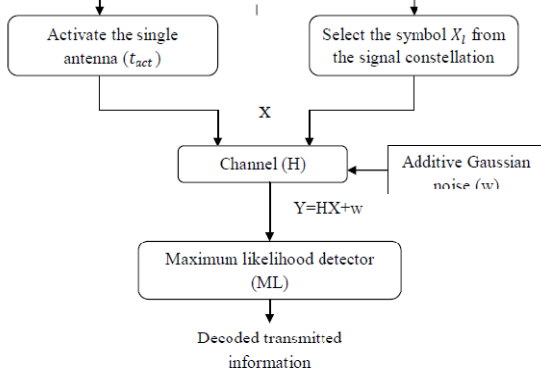 Activate the single
antenna (t_act)
Select the symbol X_l from
the signal constellation
X
Channel (H)
Additive Gaussian
noise (w)
Y=HX+w
Maximum likelihood detector
(ML)
Decoded transmitted
information